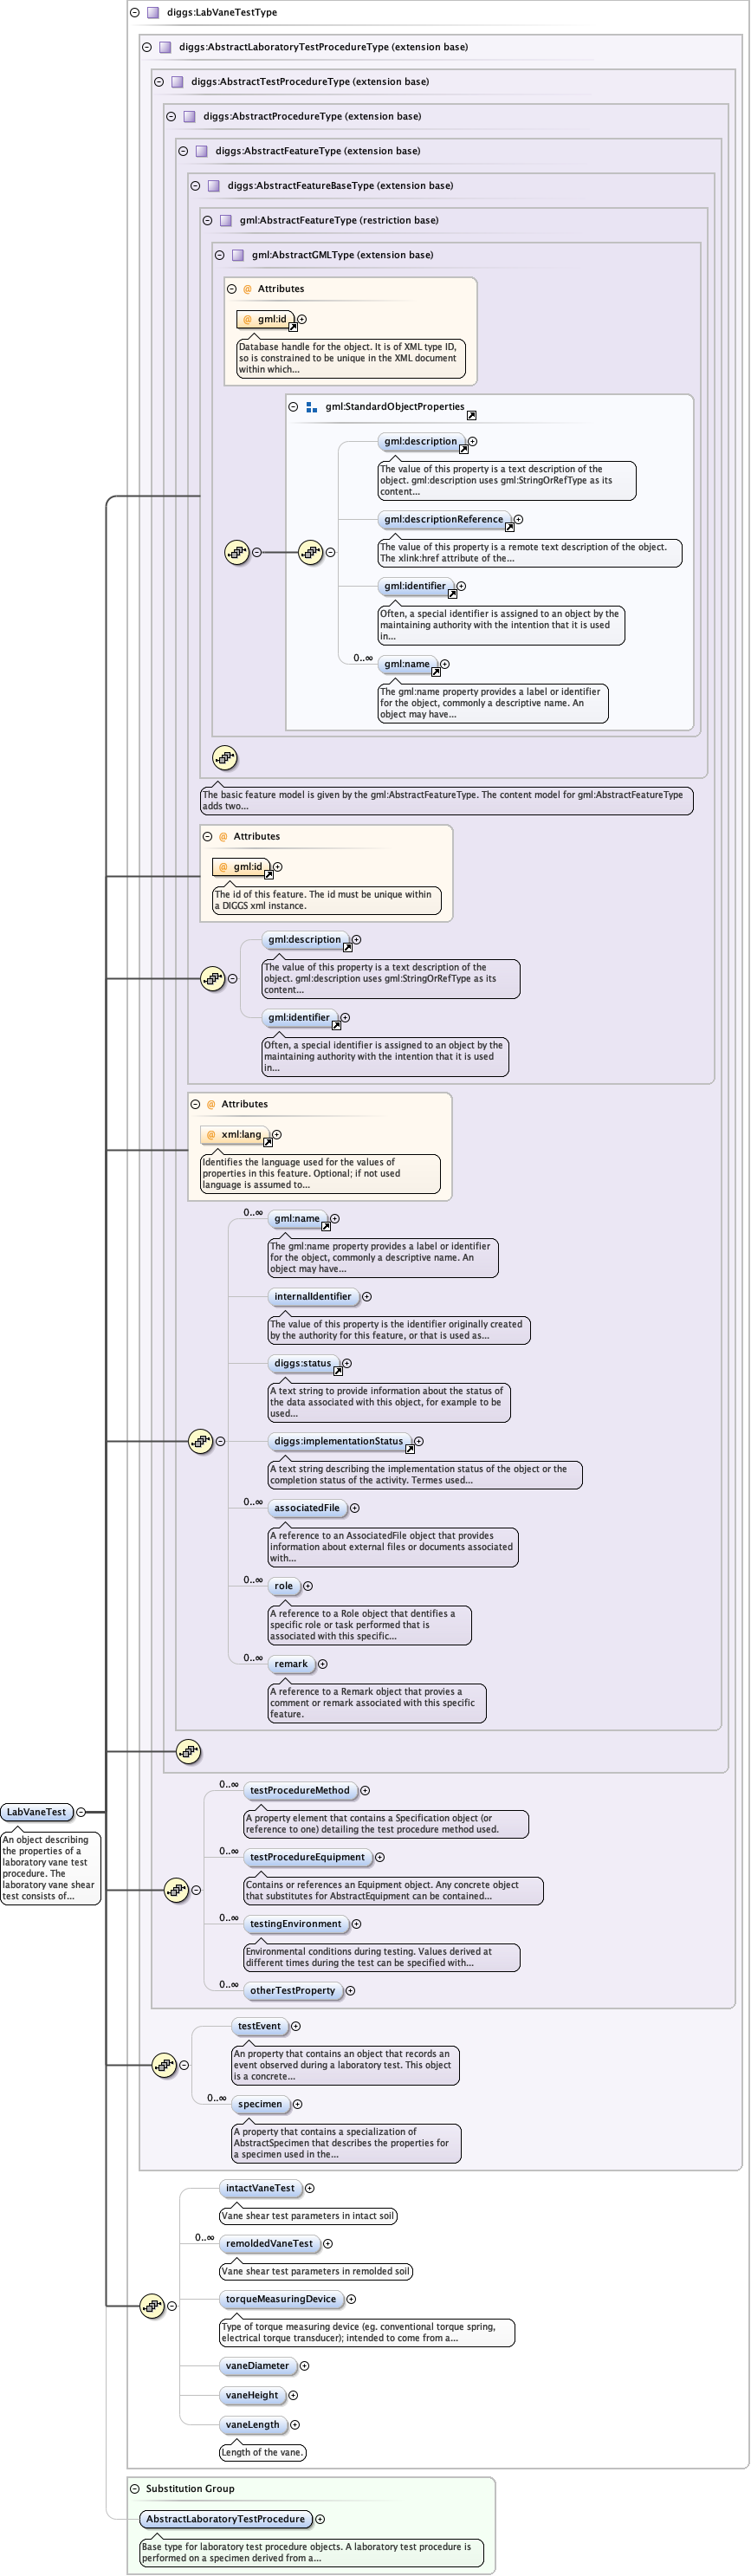 diggs:LabVaneTestType
diggs:AbstractLaboratoryTestProcedureType (extension base)
diggs:AbstractTestProcedureType (extension base)
diggs:AbstractProcedureType (extension base)
diggs:AbstractFeatureType (extension base)
diggs:AbstractFeatureBaseType (extension base)
gml:AbstractFeatureType (restriction base)
gml:AbstractGMLType (extension base)
@ Attributes
@ gml:id
Database handle for the object. It is of XML type ID,
so is constrained to be unique in the XML document
within which...
gml:StandardObjectProperties
gml:description
The value of this property is a text description of the
object. gml:description uses gml:StringOrRefType as its
content...
gml:descriptionReference
The value of this property is a remote text description of the object.
The xlink:href attribute of the...
gml:identifier
Often, a special identifier is assigned to an object by the
maintaining authority with the intention that it is used
in...
0..∞
gml:name
The gml:name property provides a label or identifier
for the object, commonly a descriptive name. An
object may have...
The basic feature model is given by the gml:AbstractFeatureType. The content model for gml:AbstractFeatureType
adds two...
@ Attributes
@ gml:id
The id of this feature. The id must be unique within
a DIGGS xml instance.
gml:description
The value of this property is a text description of the
object. gml:description uses gml:StringOrRefType as its
content...
gml:identifier
Often, a special identifier is assigned to an object by the
maintaining authority with the intention that it is used
in...
@ Attributes
@ xml:lang
Identifies the language used for the values of
properties in this feature. Optional; if not used
language is assumed to...
0..∞
gml:name
The gml:name property provides a label or identifier
for the object, commonly a descriptive name. An
object may have...
internalIdentifier
The value of this property is the identifier originally created
by the authority for this feature, or that is used as...
diggs:status
A text string to provide information about the status of
the data associated with this object, for example to be
used...
diggs:implementationStatus
A text string describing the implementation status of the object or the
completion status of the activity. Termes used...
0..∞
associatedFile
A reference to an AssociatedFile object that provides
information about external files or documents associated
with...
0..∞
role
A reference to a Role object that dentifies a
specific role or task performed that is
associated with this specific...
0..∞
remark
A reference to a Remark object that provies a
comment or remark associated with this specific
feature.
0..∞
testProcedureMethod
A property element that contains a Specification object (or
reference to one) detailing the test procedure method used.
LabVaneTest
An object describing
the properties of a
laboratory vane test
procedure. The
laboratory vane shear
test consists of...
0..∞
testProcedureEquipment
Contains or references an Equipment object. Any concrete object
that substitutes for AbstractEquipment can be contained...
0..∞
testingEnvironment
Environmental conditions during testing. Values derived at
different times during the test can be specified with...
0..∞
otherTestProperty
testEvent
An property that contains an object that records an
event observed during a laboratory test. This object
is a concrete...
0..∞
specimen
A property that contains a specialization of
AbstractSpecimen that describes the properties for
a specimen used in the...
intactVaneTest
Vane shear test parameters in intact soil
0..∞
remoldedVaneTest
Vane shear test parameters in remolded soil
torqueMeasuringDevice
Type of torque measuring device (eg. conventional torque spring,
electrical torque transducer); intended to come from a...
vaneDiameter
vaneHeight
vaneLength
Length of the vane.
Substitution Group
AbstractLaboratoryTestProcedure
Base type for laboratory test procedure objects. A laboratory test procedure is
performed on a specimen derived from a...